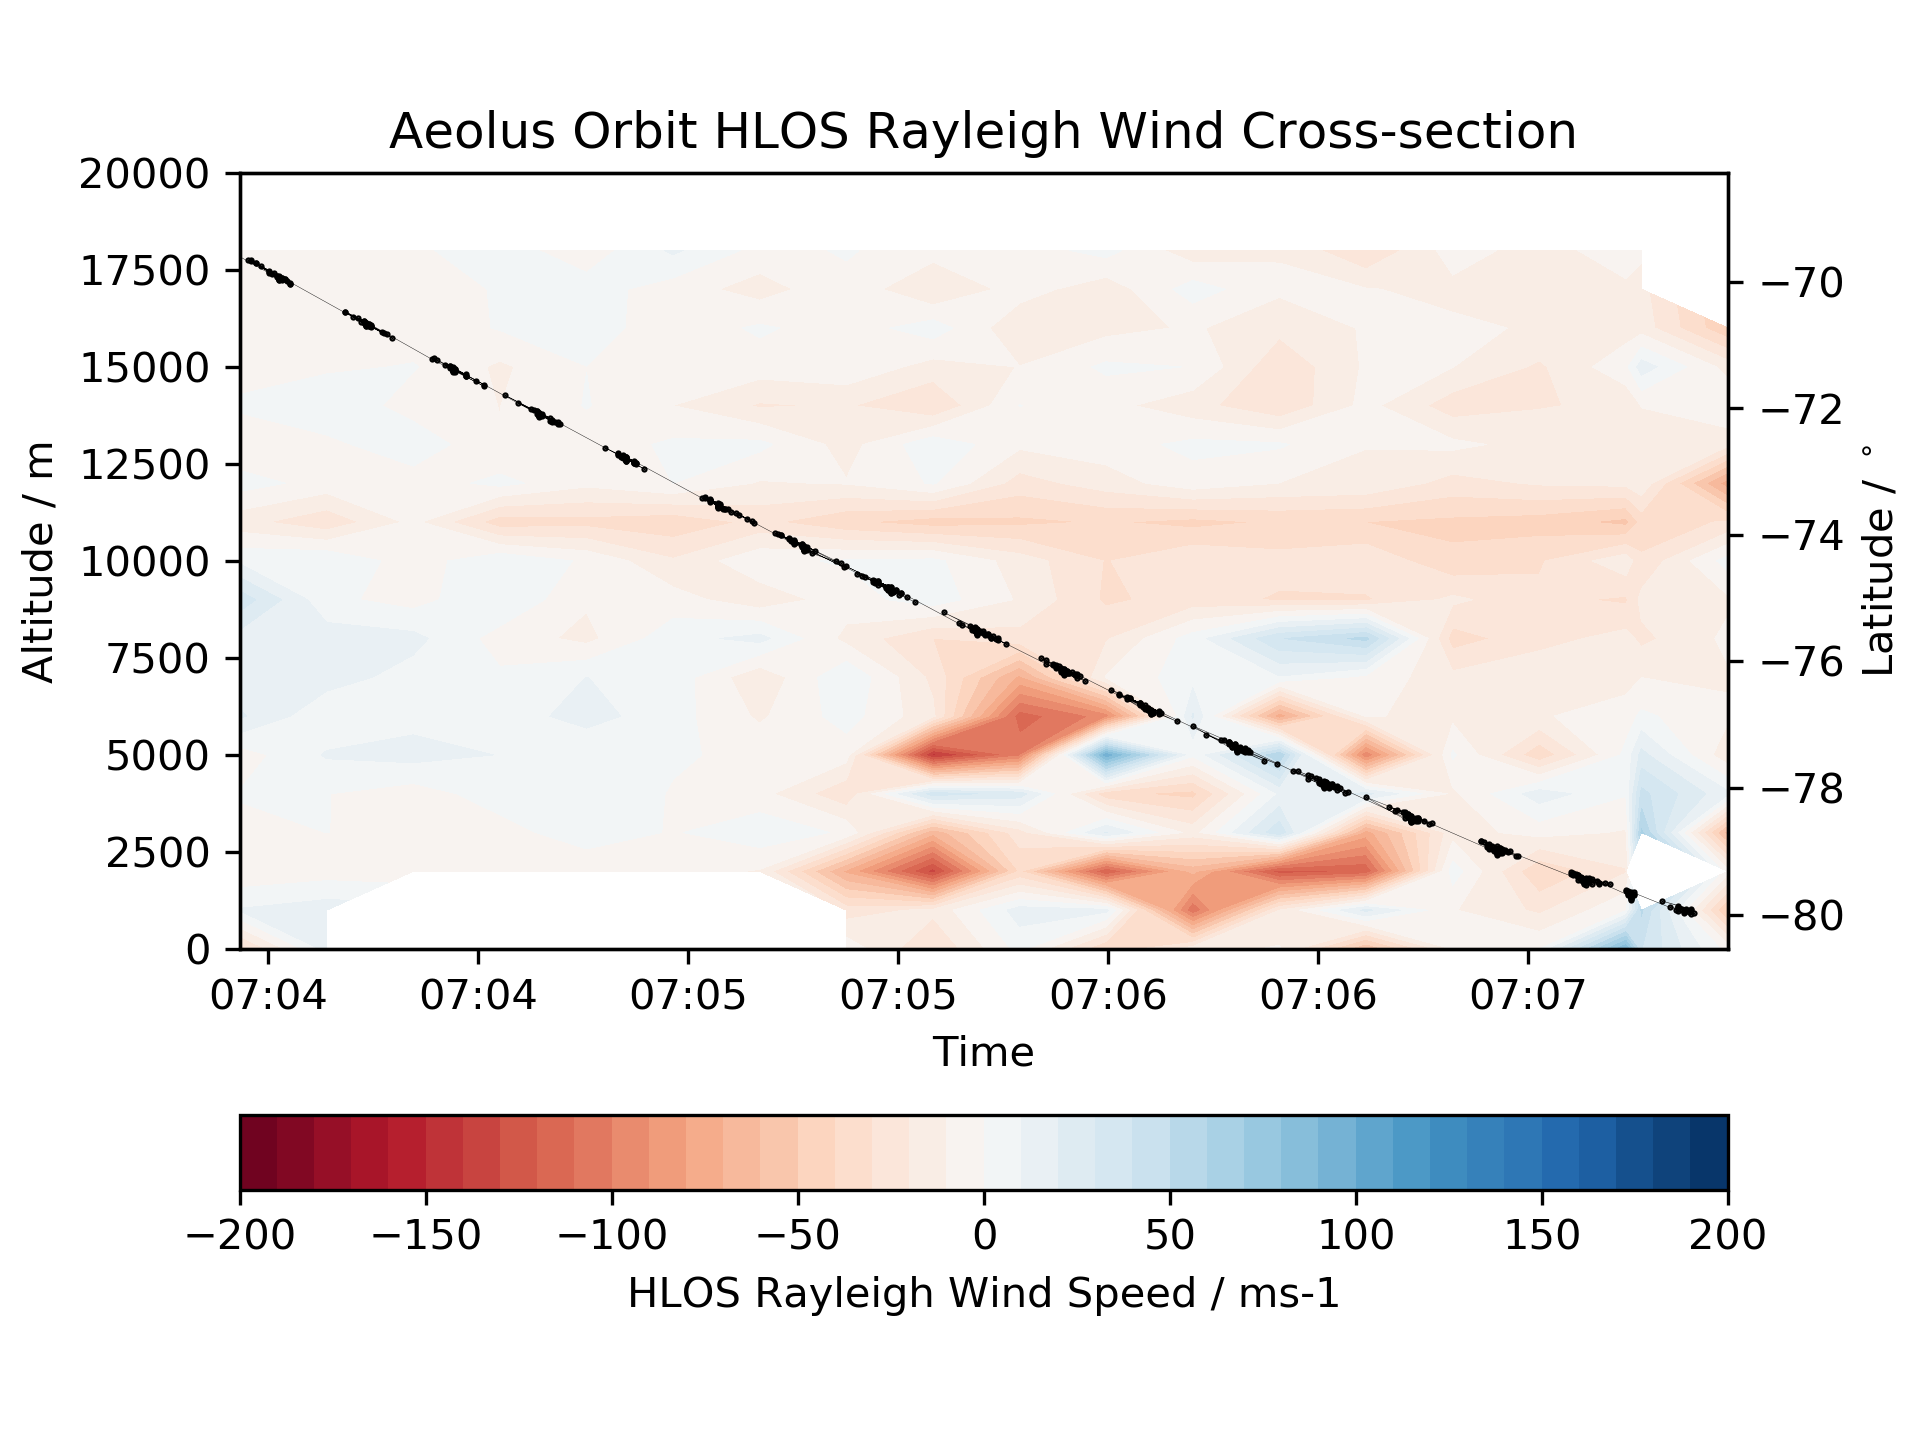 Aeolus Orbit HLOS Rayleigh Wind Cross-section
20000
17500
15000
12500
10000
7500
5000
2500
0
Altitude / m
−70
−72
−74
−76
−78
−80
Latitude / °
07:04 07:04 07:05 07:05 07:06 07:06 07:07
Time
−200 −150 −100 −50 0 50 100 150 200
HLOS Rayleigh Wind Speed / ms-1